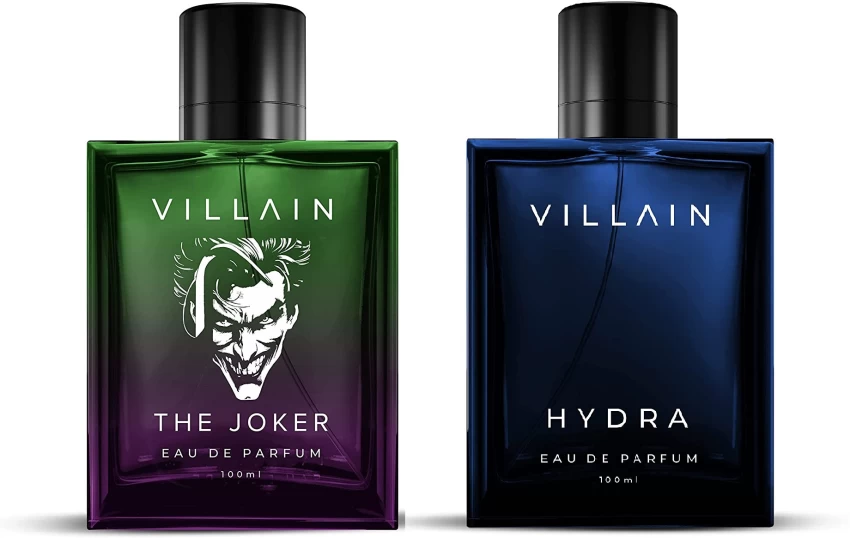 VILLAIN
THE JOKER
EAU DE PARFUM
100ml
VILLAIN
HYDRA
EAU DE PARFUM
100ml